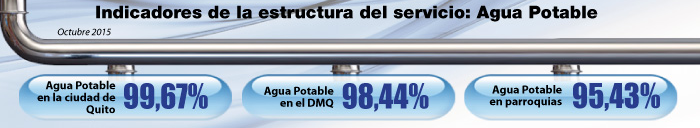 Indicadores de la estructura del servicio: Agua Potable
Octubre 2015
Agua Potable
en la ciudad de
Quito
99,67%
Agua Potable
en el DMQ
98,44%
Agua Potable
en parroquias
95,43%